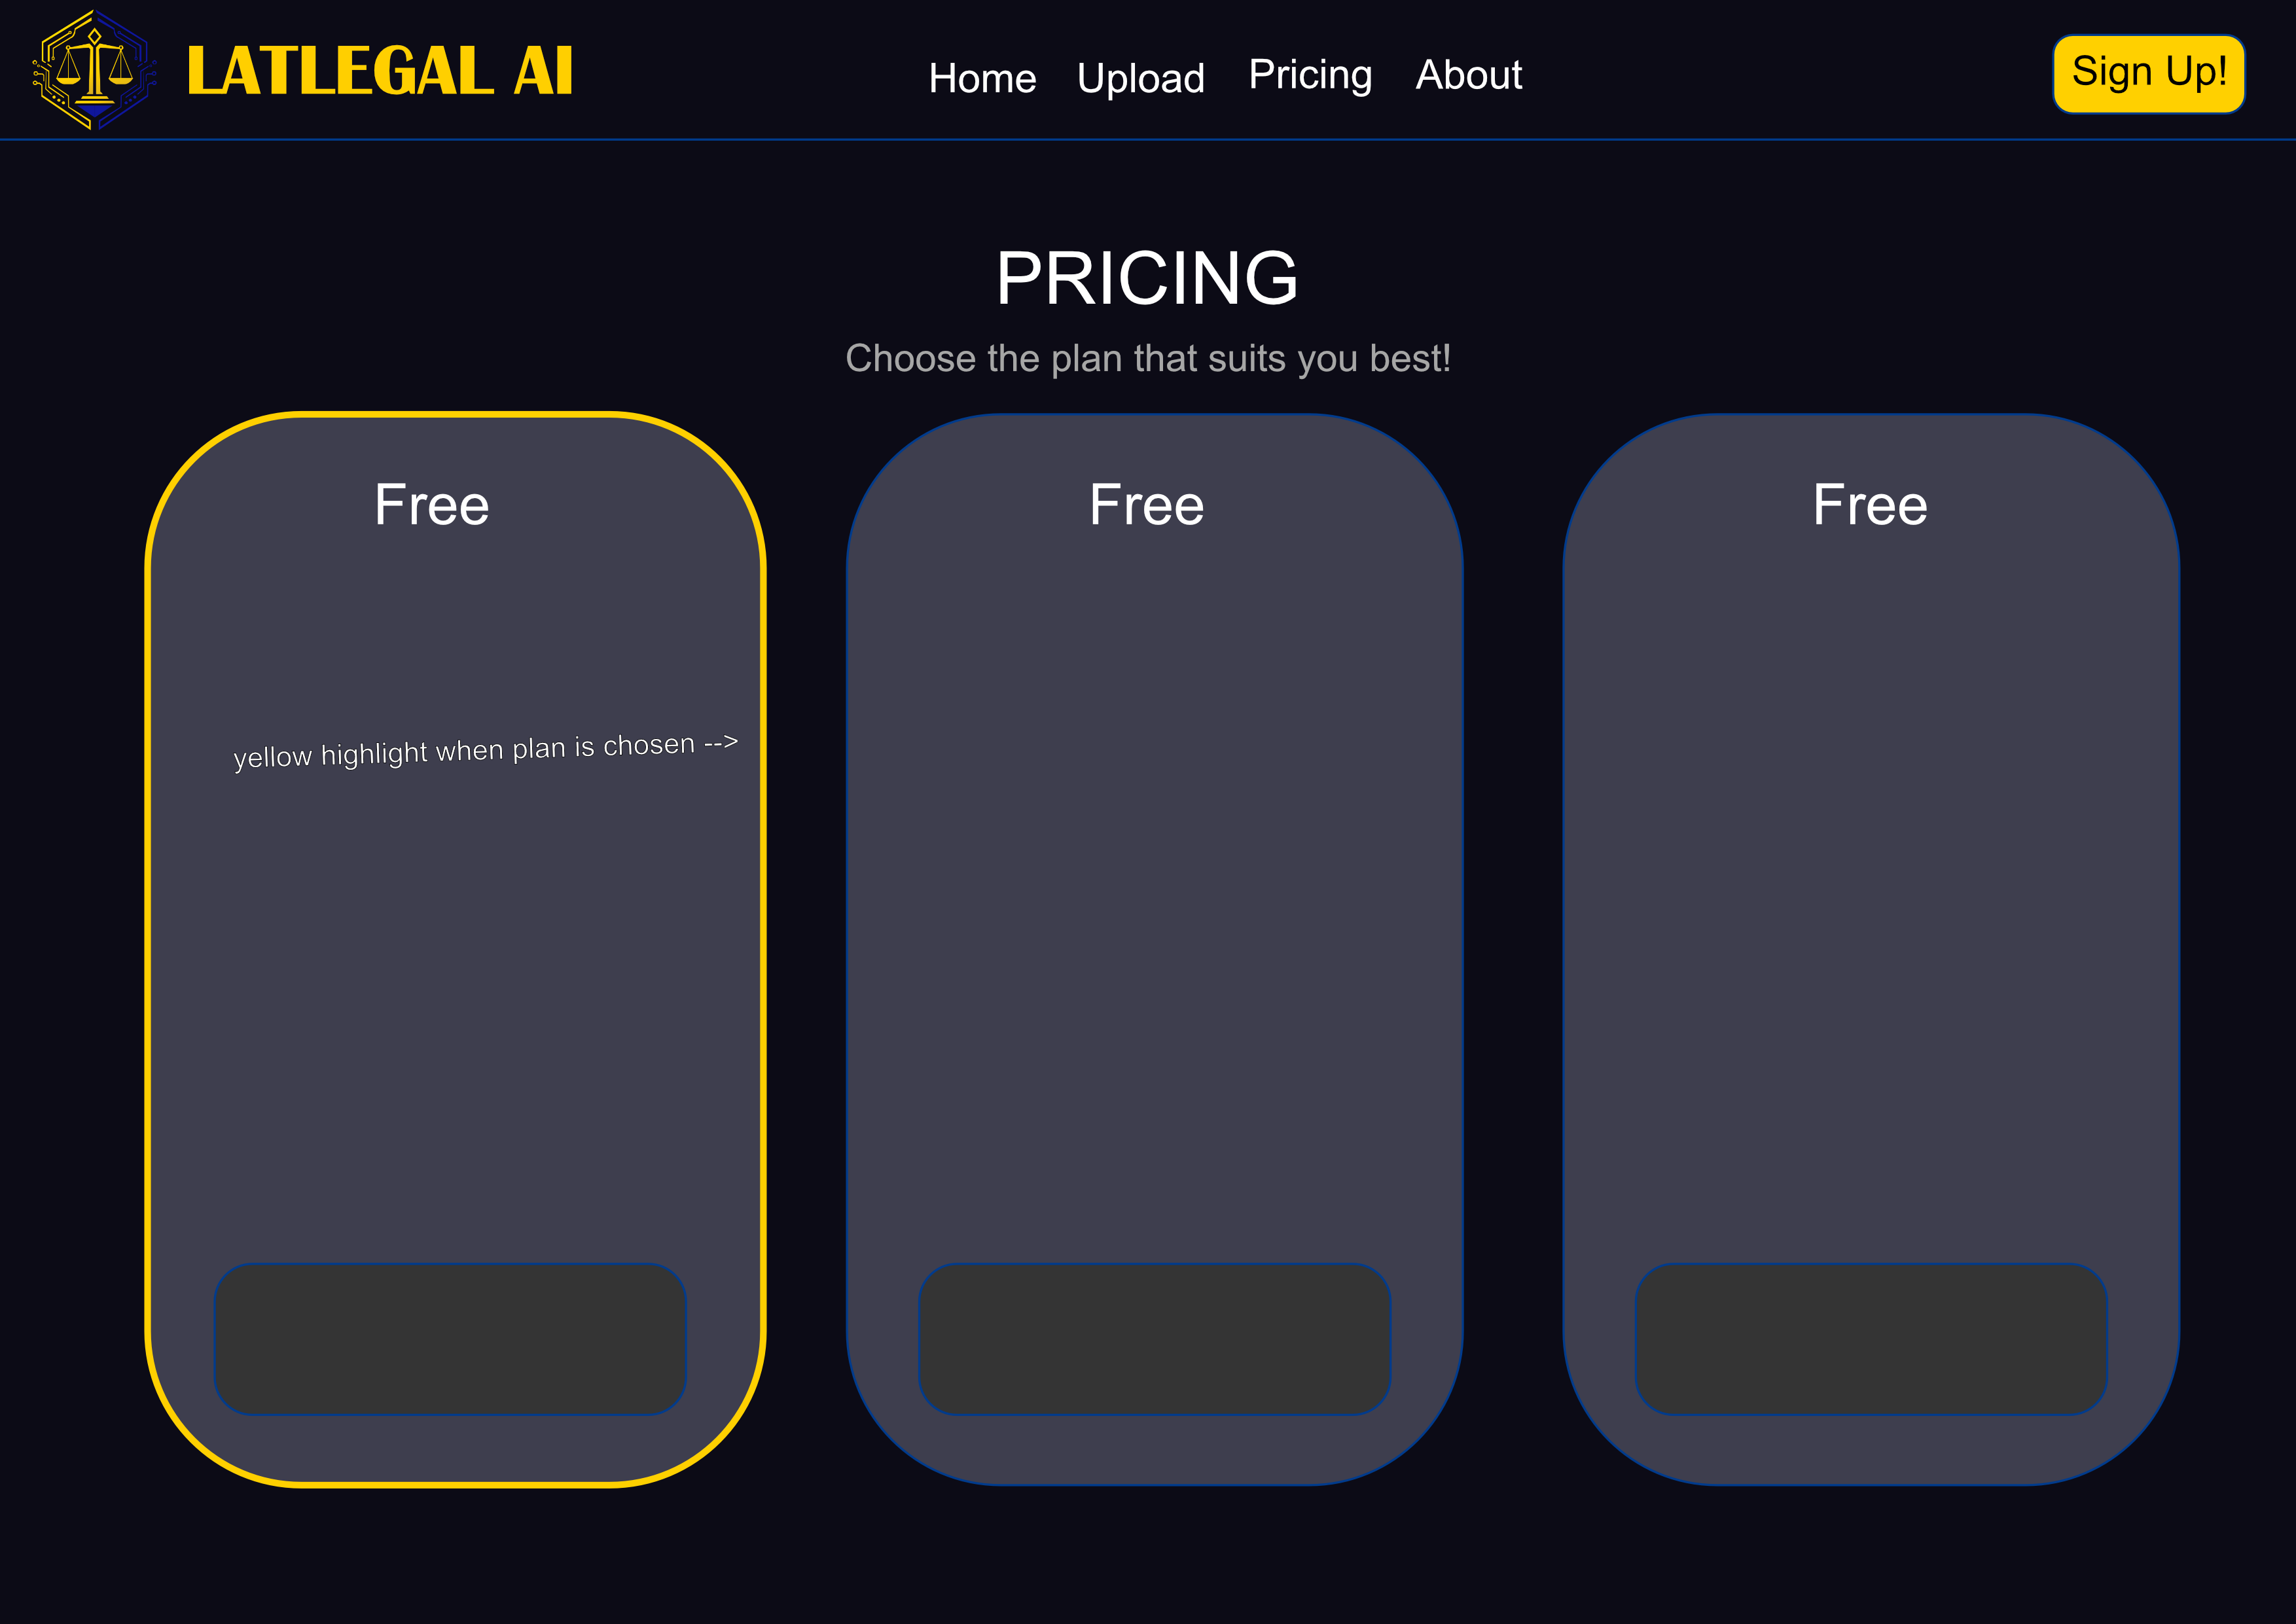 LATLEGAL AI
Home Upload Pricing About
Sign Up!
PRICING
Choose the plan that suits you best!
Free
Free
Free
yellow highlight when plan is chosen -->